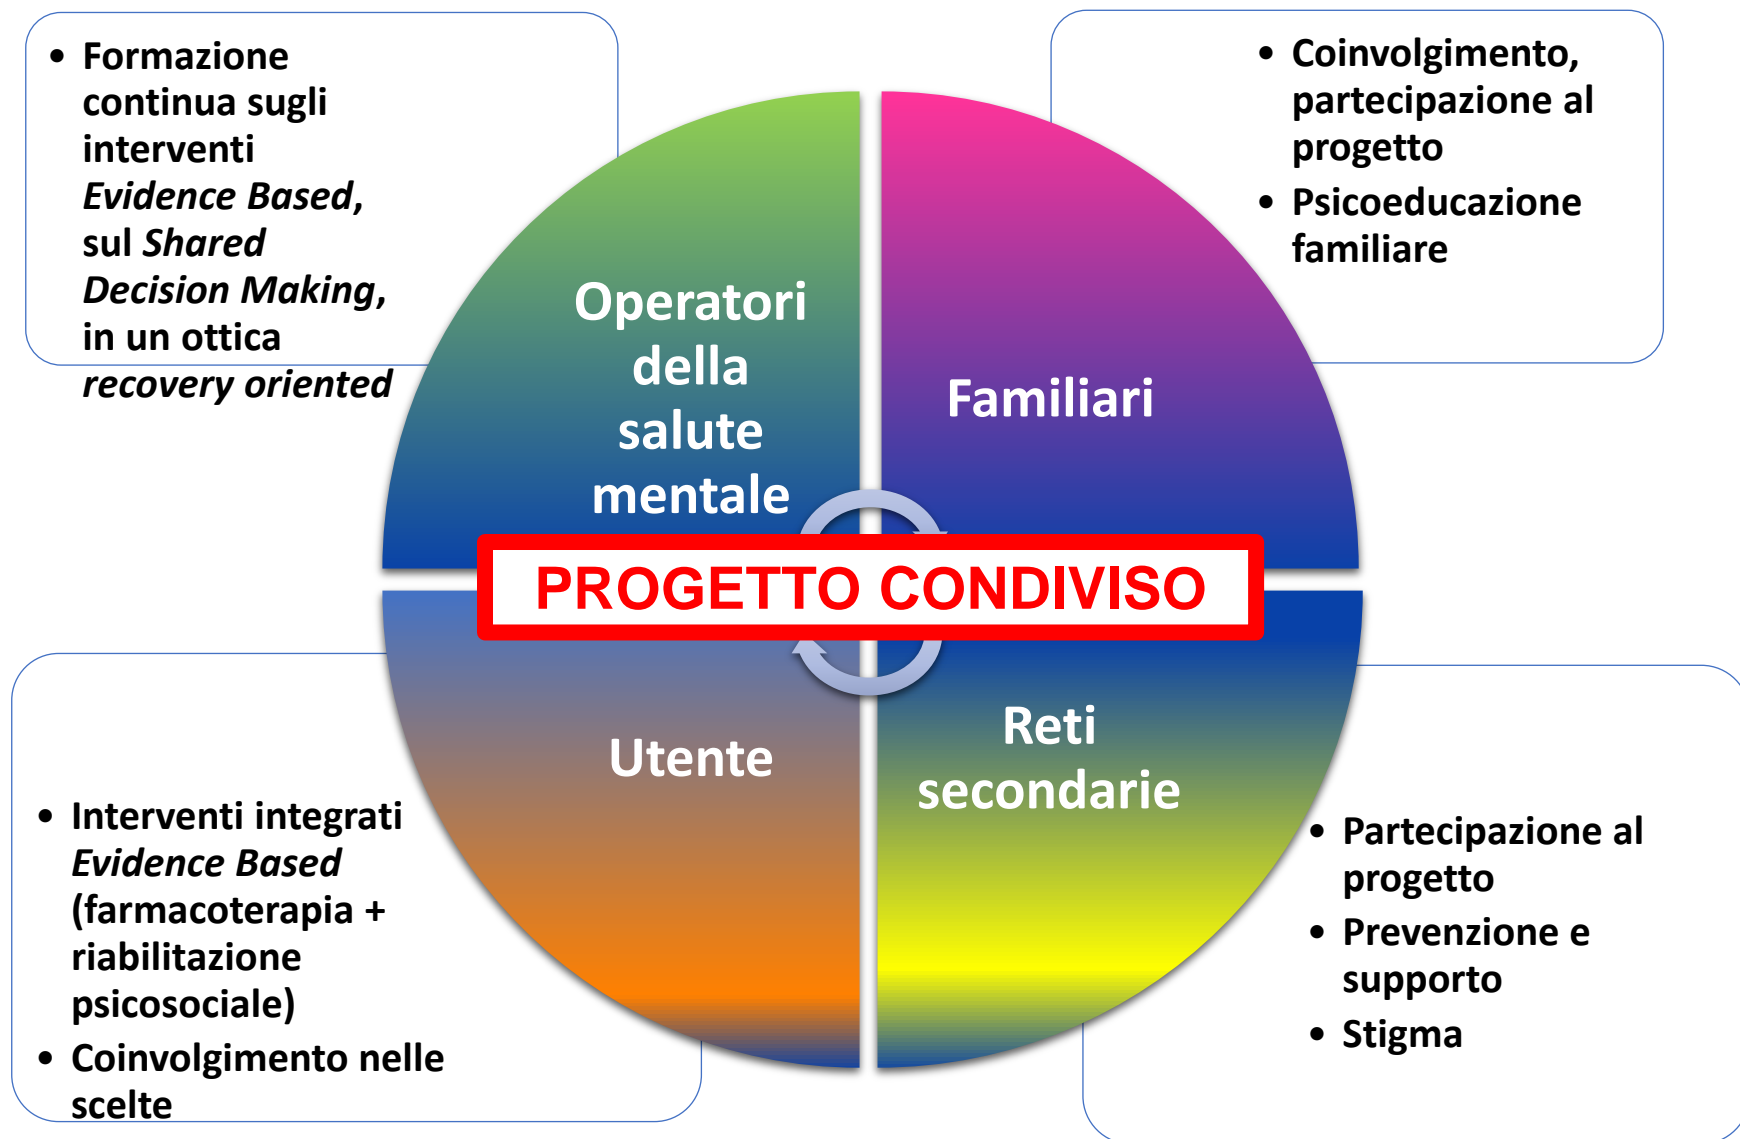 • Formazione
continua sugli
interventi
Evidence Based,
sul Shared
Decision Making,
in un ottica
recovery oriented
• Coinvolgimento,
partecipazione al
progetto
• Psicoeducazione
familiare
Operatori
della
salute
mentale
Familiari
PROGETTO CONDIVISO
Utente
Reti
secondarie
• Interventi integrati
Evidence Based
(farmacoterapia +
riabilitazione
psicosociale)
• Coinvolgimento nelle
scelte
• Partecipazione al
progetto
• Prevenzione e
supporto
• Stigma